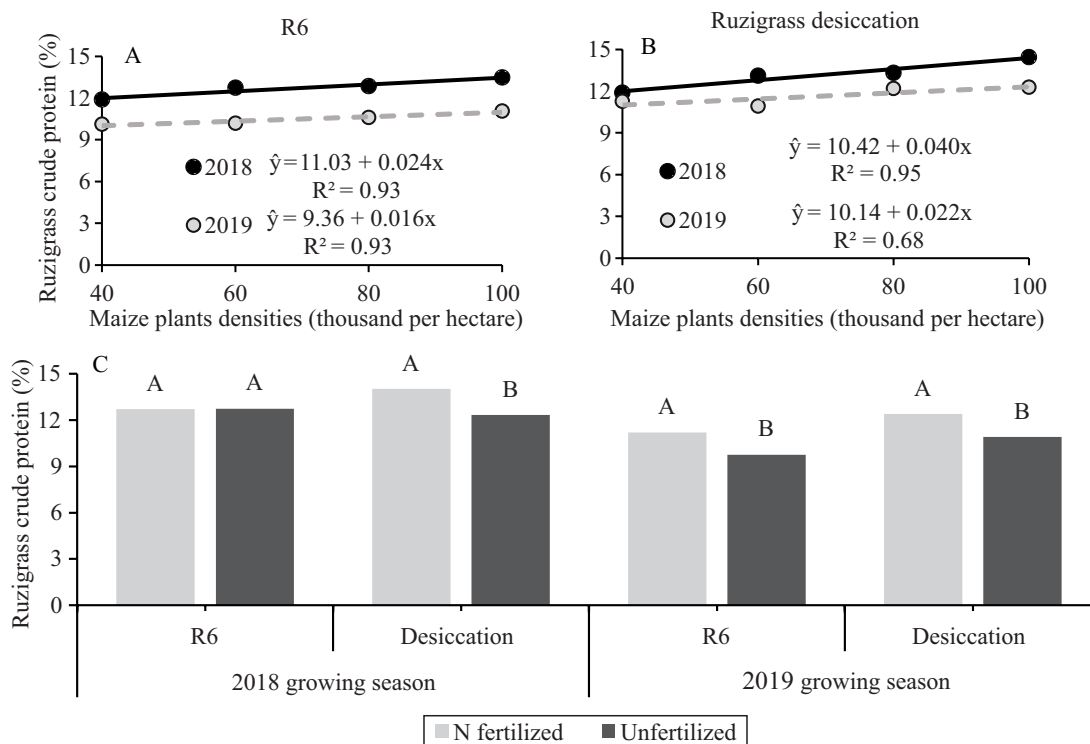 R6
A
Ruzigrass crude protein (%)
15
12
9
6
3
0
2018
ŷ=11.03 + 0.024x
R² = 0.93
2019
ŷ = 9.36 + 0.016x
R² = 0.93
40 60 80 100
Maize plants densities (thousand per hectare)
Ruzigrass desiccation
B
15
12
9
6
3
0
2018
ŷ = 10.42 + 0.040x
R² = 0.95
2019
ŷ = 10.14 + 0.022x
R² = 0.68
40 60 80 100
Maize plants densities (thousand per hectare)
C
Ruzigrass crude protein (%)
15
12
9
6
3
0
A A A B A B A B
R6 Desiccation R6 Desiccation
2018 growing season 2019 growing season
N fertilized Unfertilized